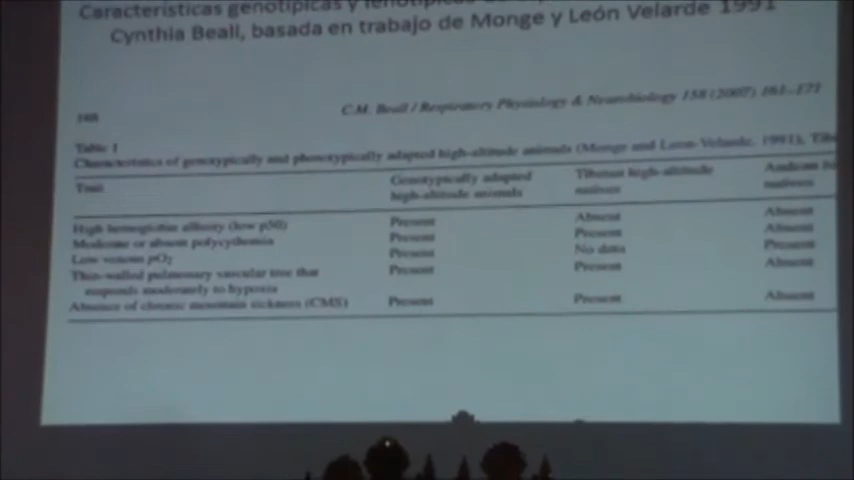 Características genotípicas y fenotípicas
Cynthia Beall, basada en trabajo de Monge y León Velarde 1991
168
C.M. Beall / Respiratory Physiology & Neurobiology 158 (2007) 161–171
Table 1
Characteristics of genotypically and phenotypically adapted high-altitude animals (Monge and Leon-Velarde, 1991), Tibe
Trait Genotypically adapted high-altitude animals Tibetan high-altitude natives Andean hi natives
High hemoglobin affinity (low p50) Present Absent Absent
Moderate or absent polycythemia Present Present Absent
Low venous pO2 Present No data Present
Thin-walled pulmonary vascular tree that Present Present Absent
responds moderately to hypoxia
Absence of chronic mountain sickness (CMS) Present Present Absent